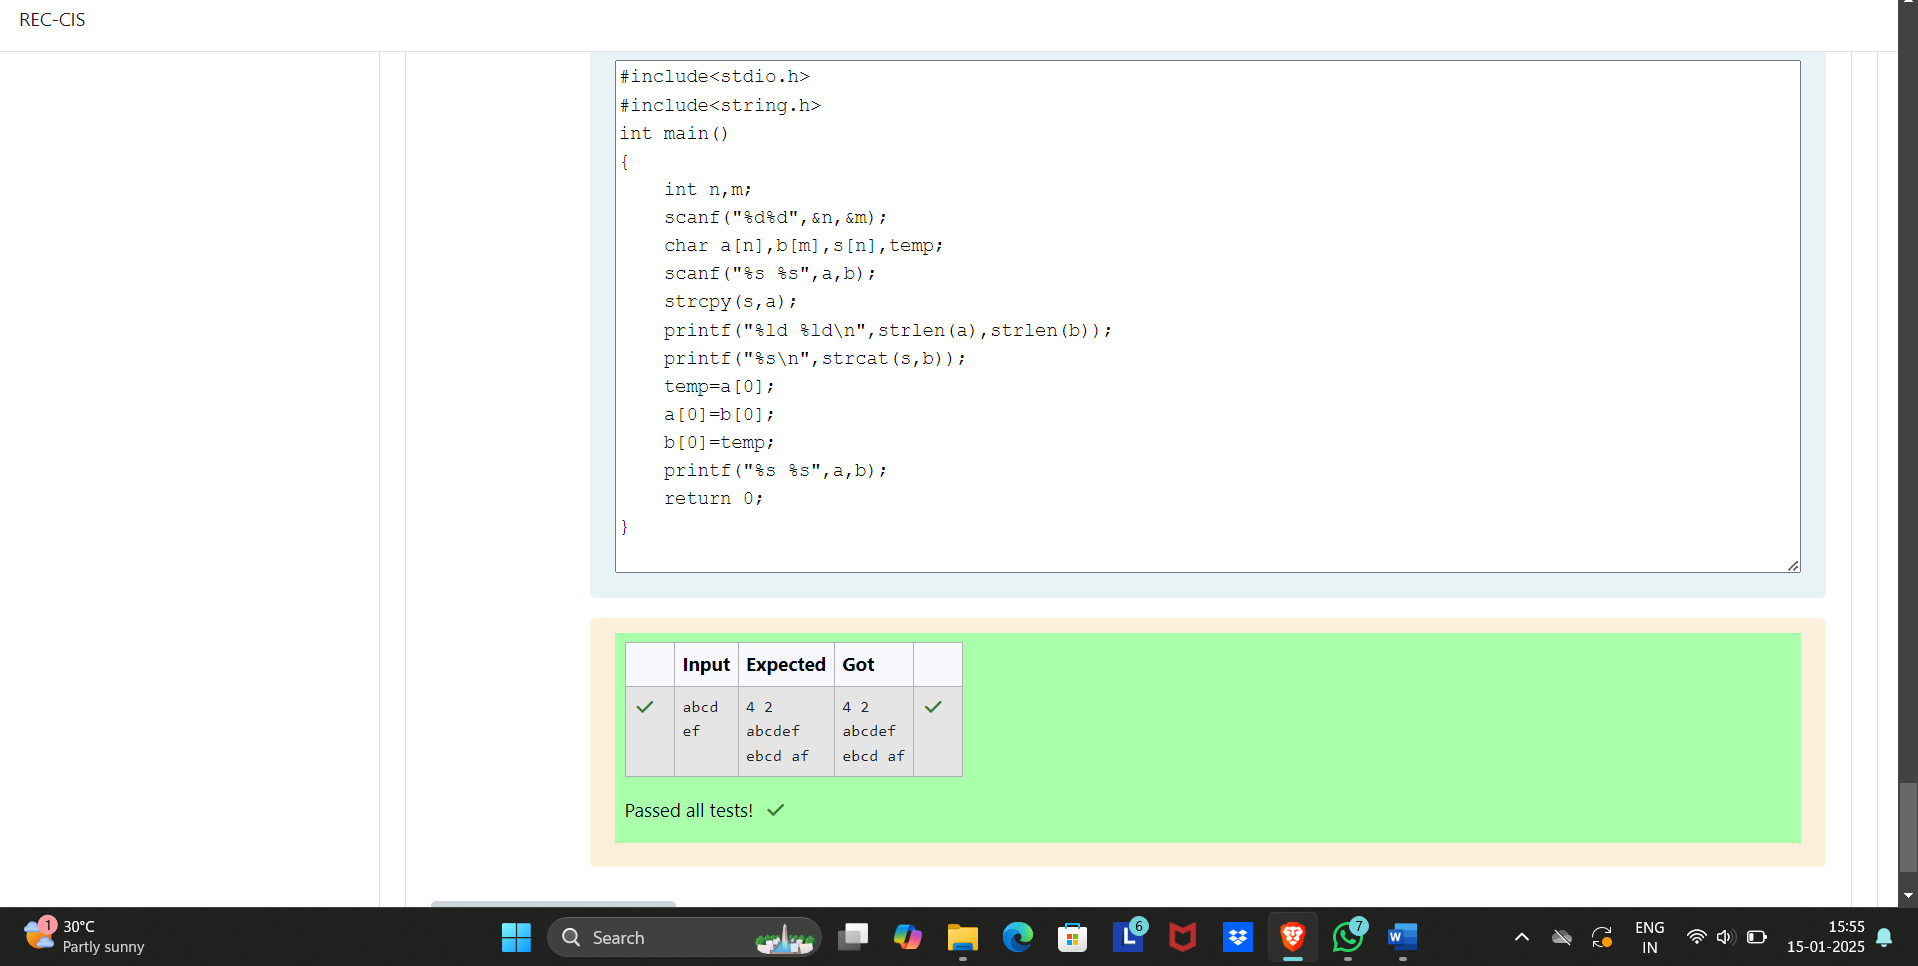 REC-CIS
#include<stdio.h>
#include<string.h>
int main()
{
    int n,m;
    scanf("%d%d",&n,&m);
    char a[n],b[m],s[n],temp;
    scanf("%s %s",a,b);
    strcpy(s,a);
    printf("%ld %ld\n",strlen(a),strlen(b));
    printf("%s\n",strcat(s,b));
    temp=a[0];
    a[0]=b[0];
    b[0]=temp;
    printf("%s %s",a,b);
    return 0;
}
Input Expected Got
abcd 4 2 4 2
ef abcdef abcdef
ebcd af ebcd af
Passed all tests!
1 30°C
Partly sunny
Search
6
7
ENG
IN
15:55
15-01-2025